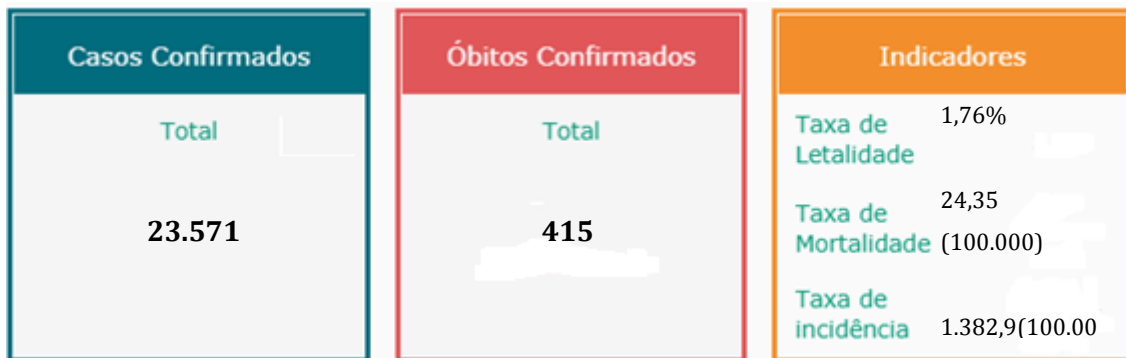 Casos Confirmados
Total
23.571
Óbitos Confirmados
Total
415
Indicadores
Taxa de 1,76%
Letalidade
Taxa de 24,35
Mortalidade (100.000)
Taxa de
incidência 1.382,9(100.00